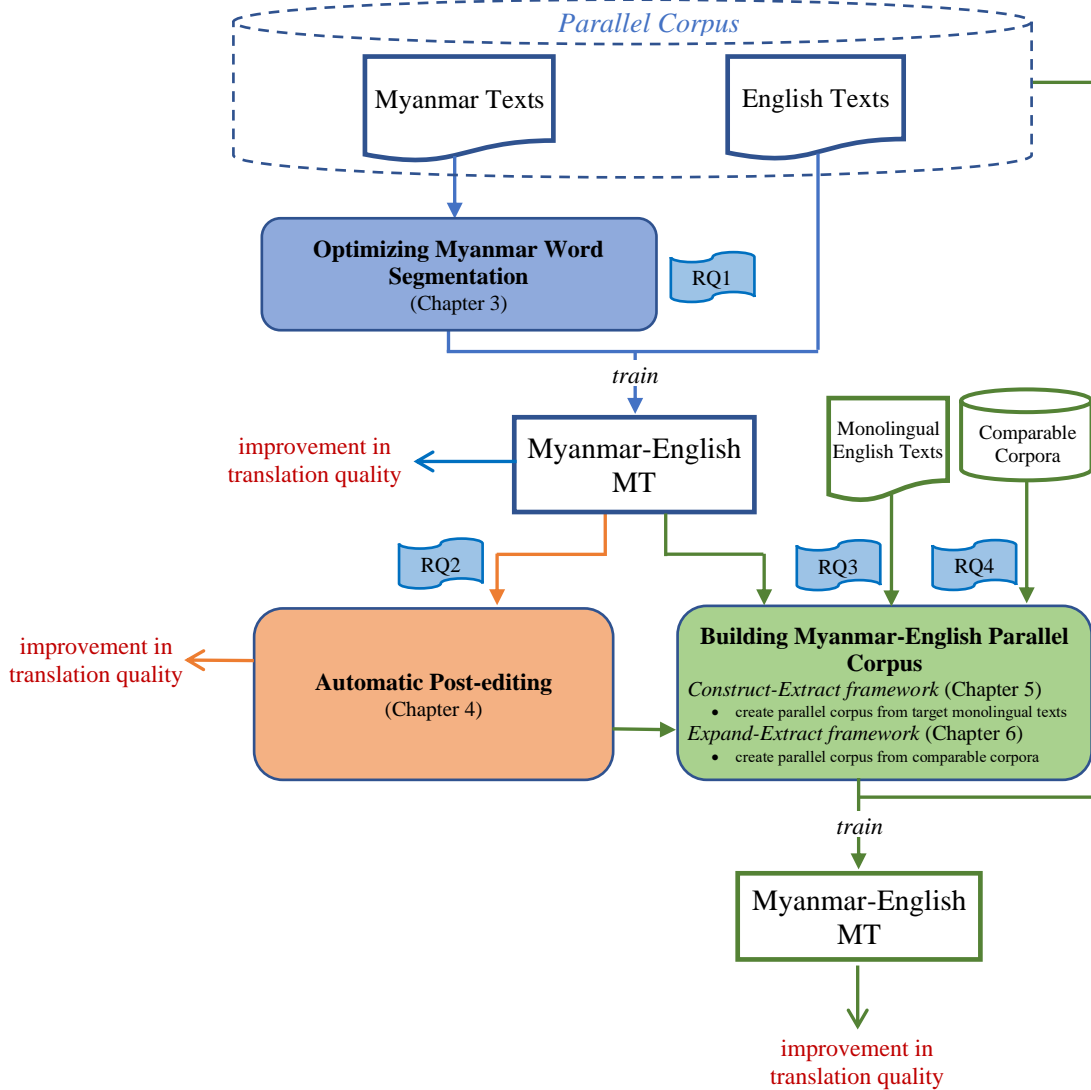 Parallel Corpus
Myanmar Texts
English Texts
Optimizing Myanmar Word
Segmentation
(Chapter 3)
RQ1
train
Myanmar-English
MT
improvement in
translation quality
Monolingual
English Texts
Comparable
Corpora
RQ2
RQ3
RQ4
improvement in
translation quality
Automatic Post-editing
(Chapter 4)
Building Myanmar-English Parallel
Corpus
Construct-Extract framework (Chapter 5)
• create parallel corpus from target monolingual texts
Expand-Extract framework (Chapter 6)
• create parallel corpus from comparable corpora
train
Myanmar-English
MT
improvement in
translation quality